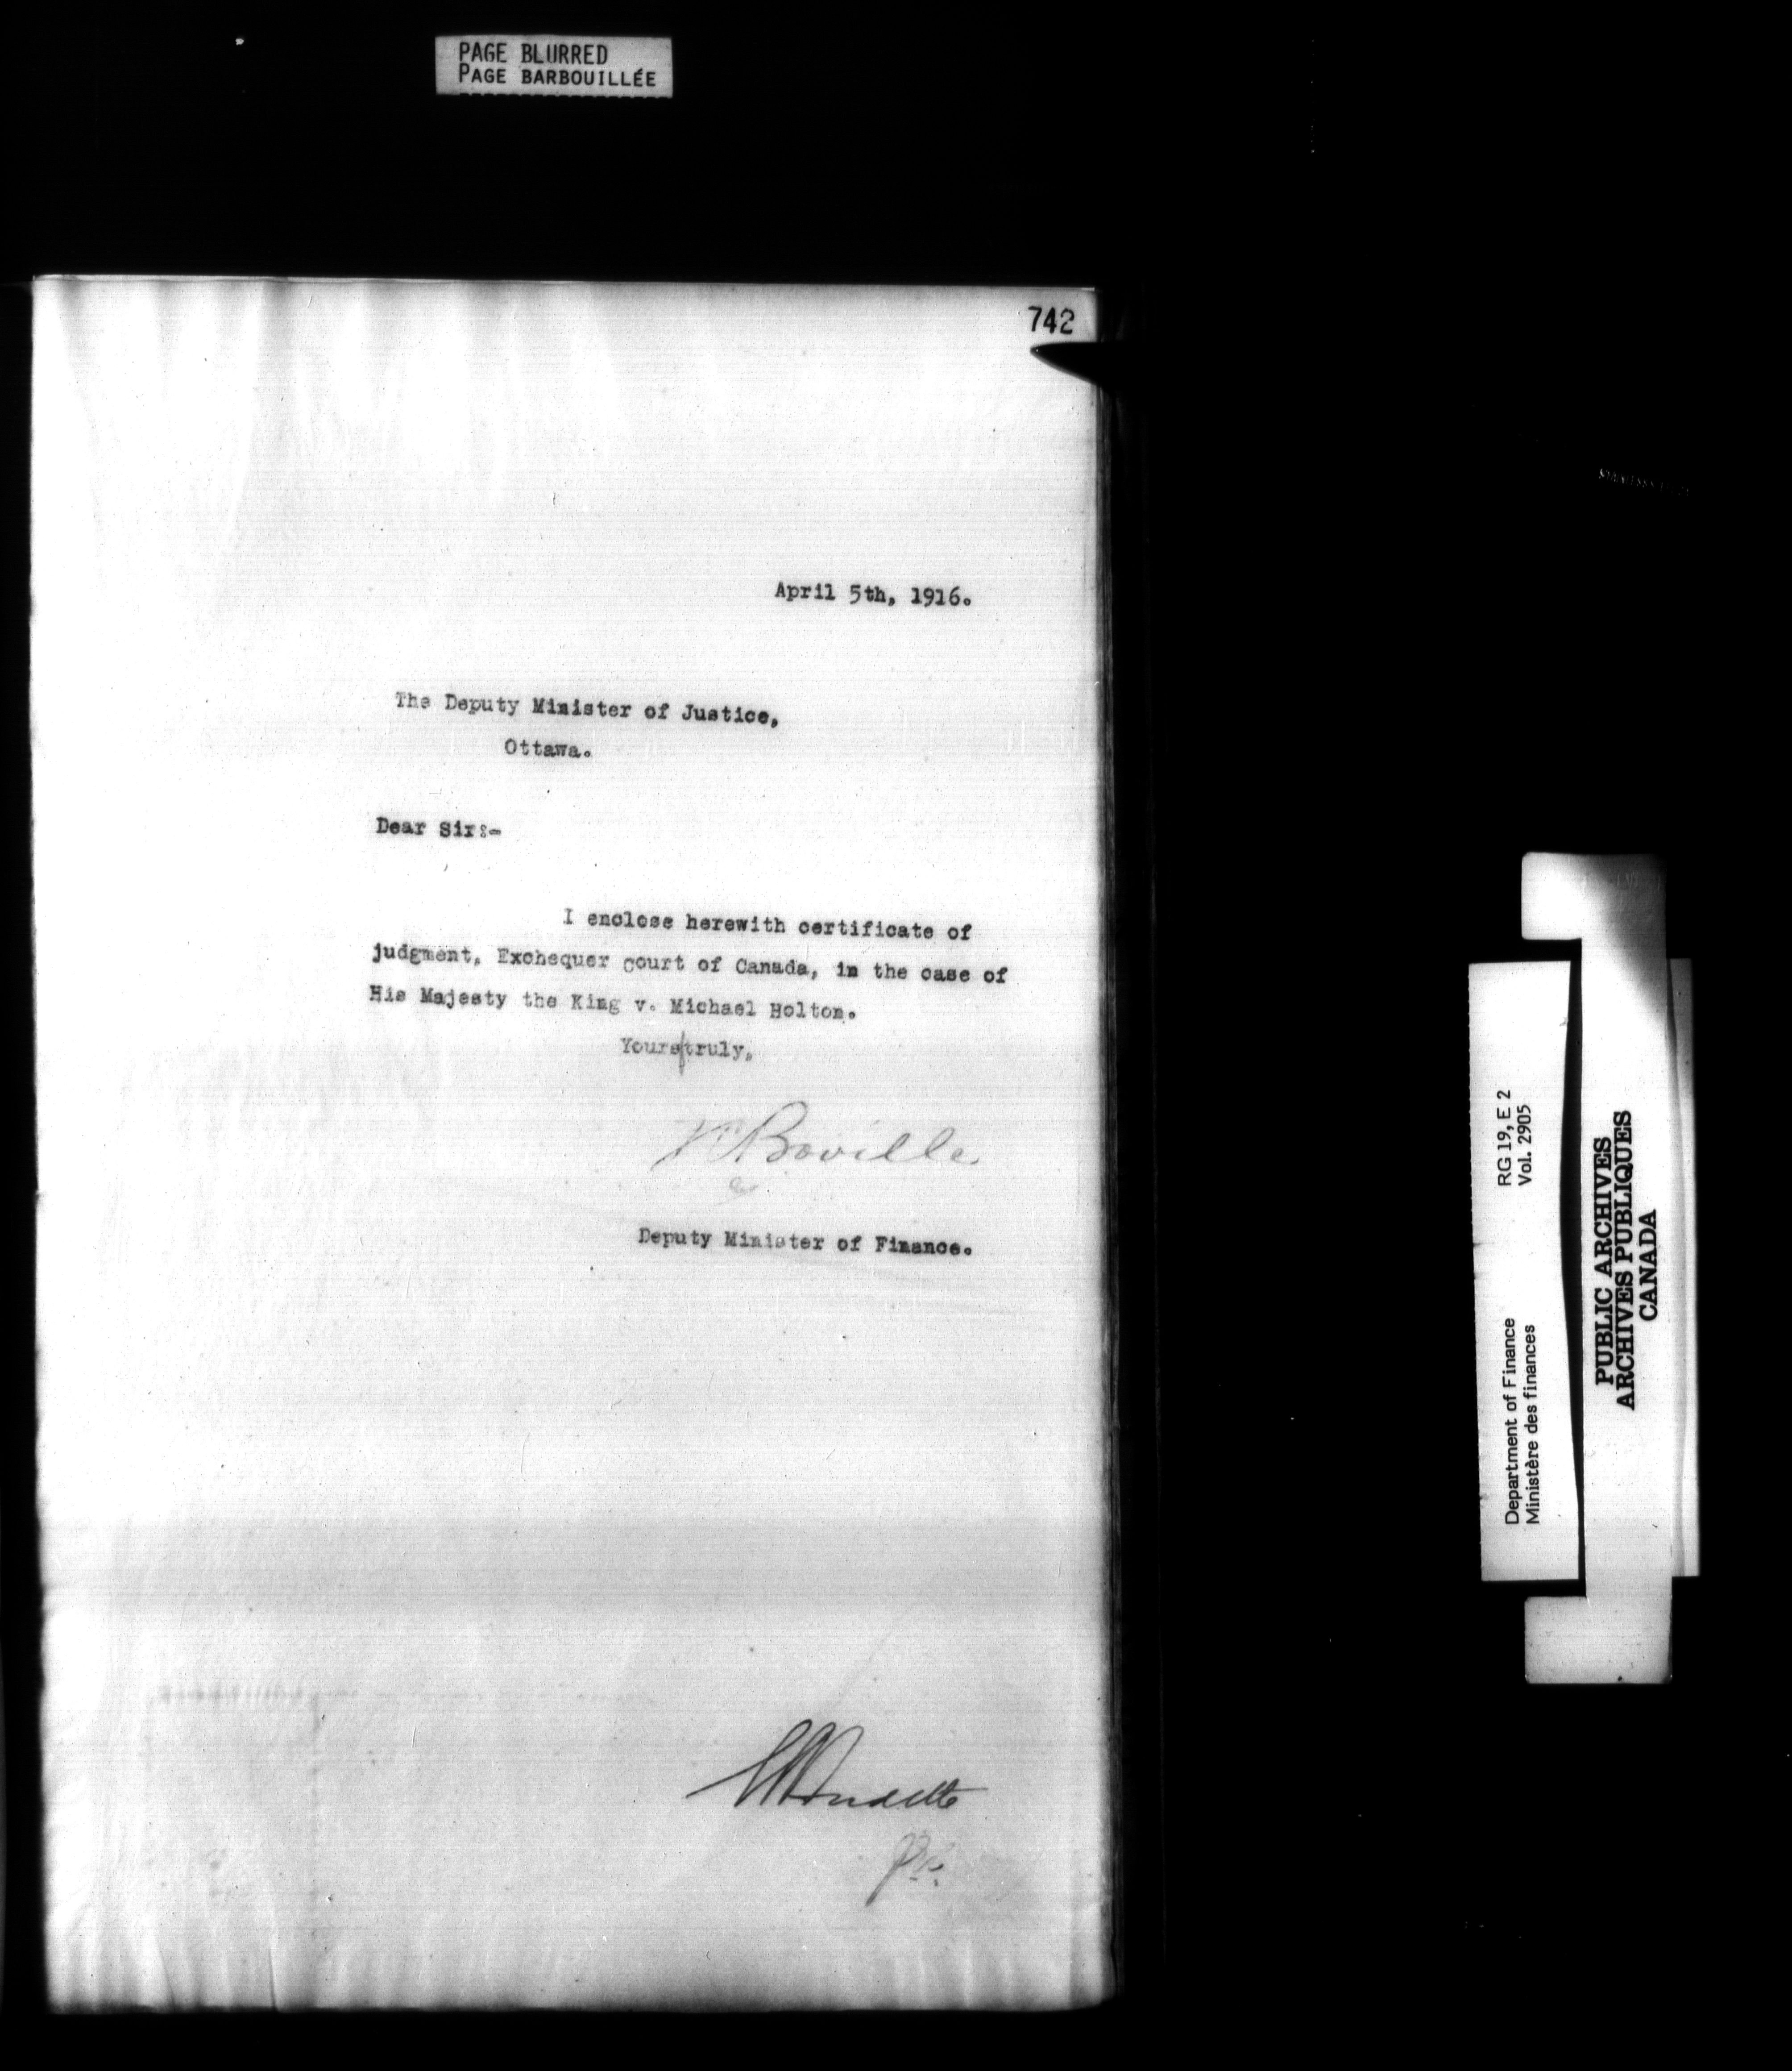 PAGE BLURRED
PAGE BARBOUILLÉE
742
April 5th, 1916.
The Deputy Minister of Justice,
Ottawa.
Dear Sir:-
I enclose herewith certificate of
judgment, Exchequer court of Canada, in the case of
His Majesty the King v. Michael Holton.
Yours truly,
Boville
Deputy Minister of Finance.
RG 19, E 2
Vol. 2905
Department of Finance
Ministère des finances
PUBLIC ARCHIVES
ARCHIVES PUBLIQUES
CANADA